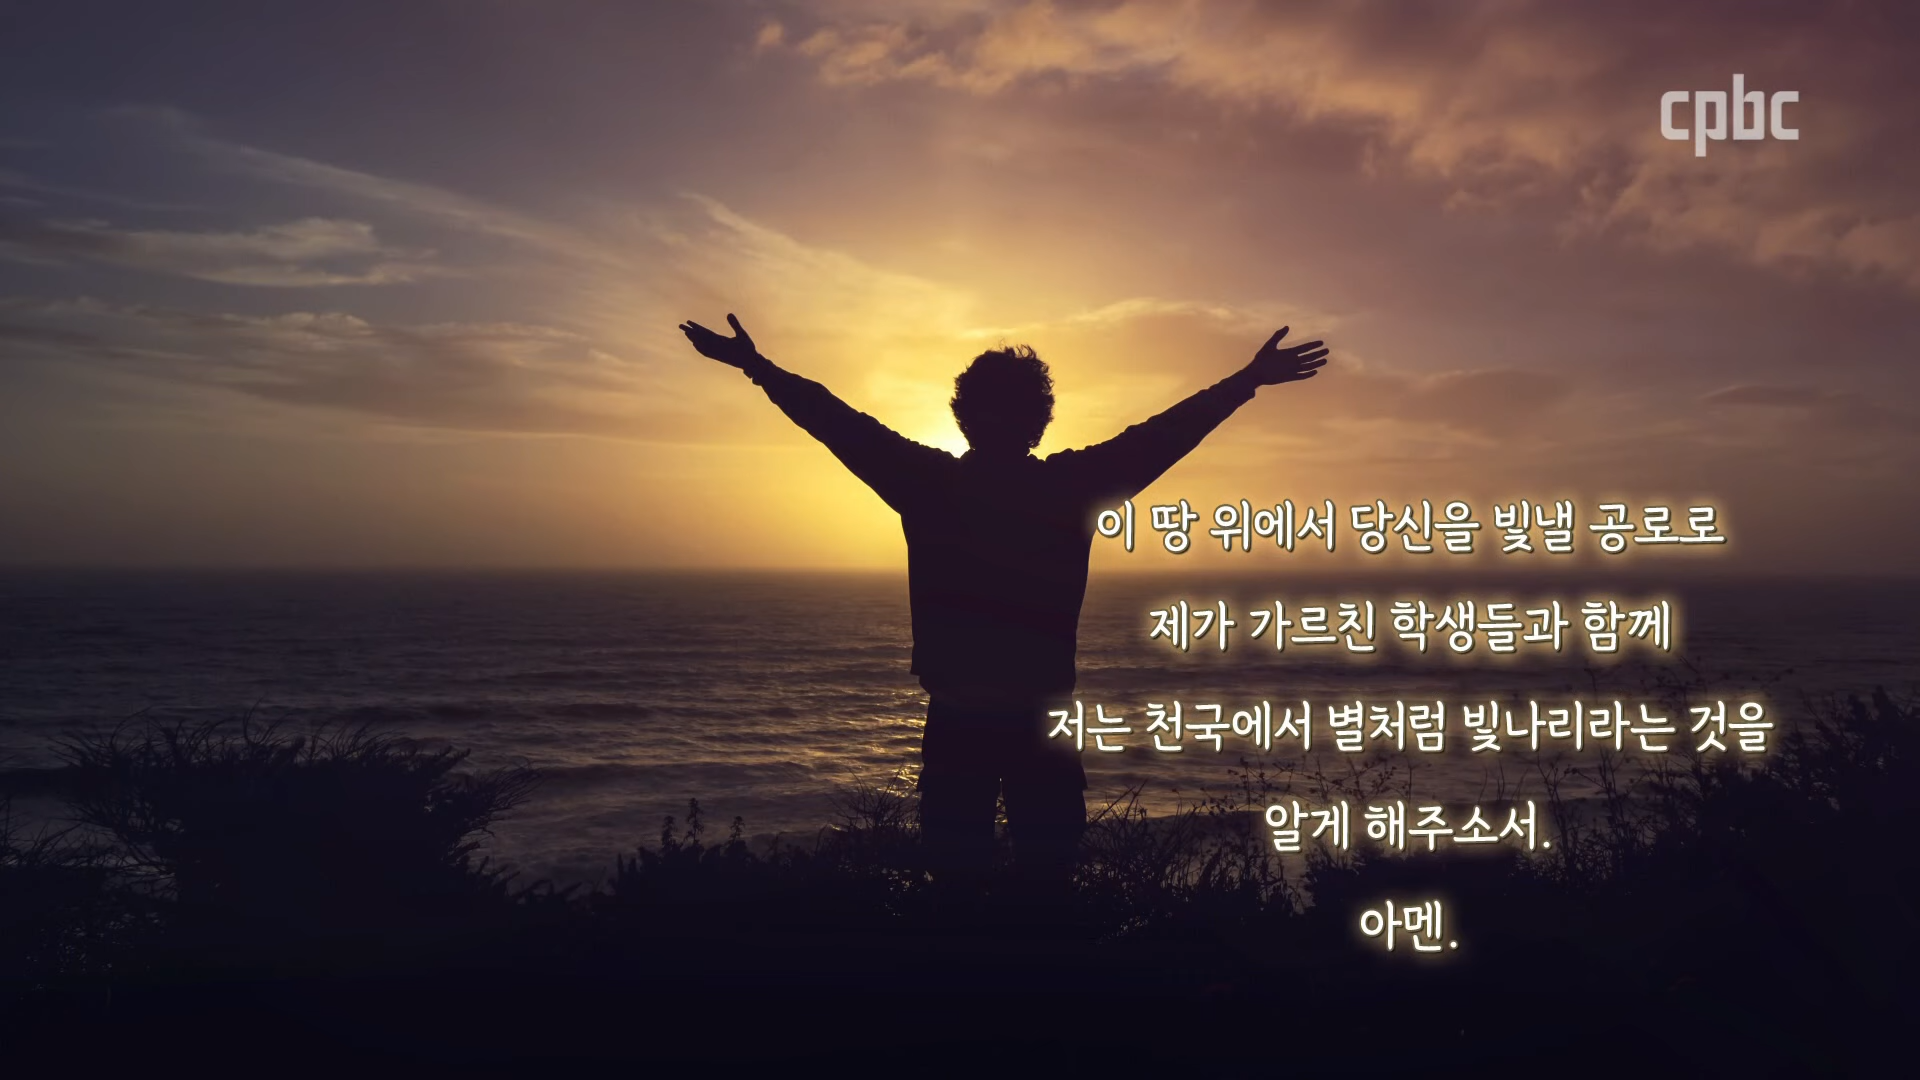 cpbc
이 땅 위에서 당신을 빛낼 공로로
제가 가르친 학생들과 함께
저는 천국에서 별처럼 빛나리라는 것을
알게 해주소서.
아멘.